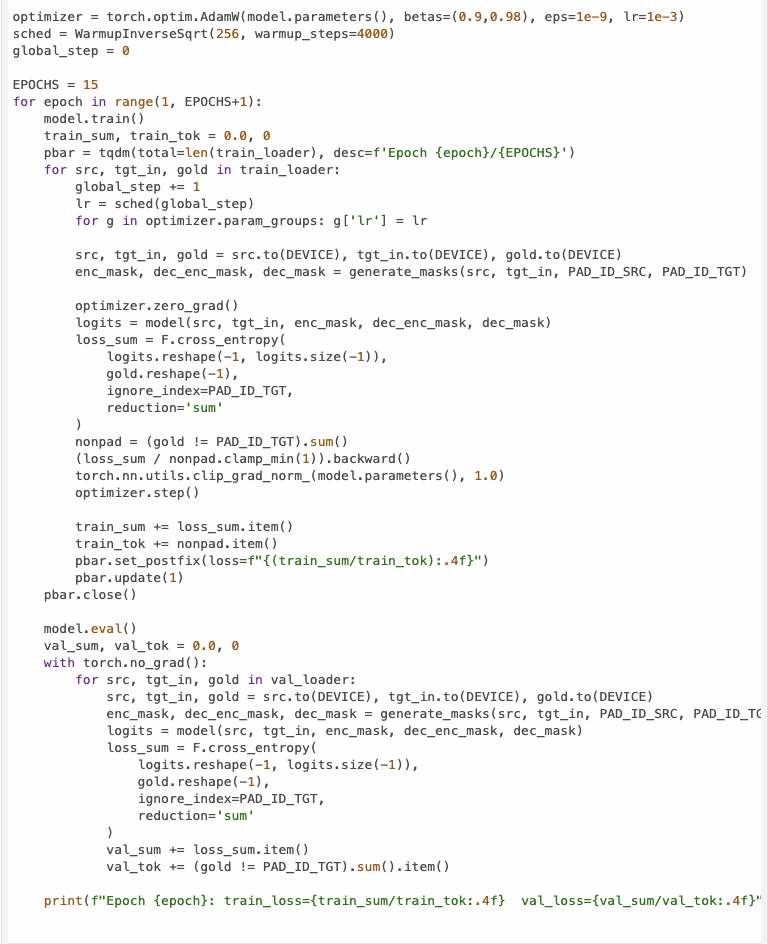 optimizer = torch.optim.AdamW(model.parameters(), betas=(0.9,0.98), eps=1e-9, lr=1e-3)
sched = WarmupInverseSqrt(256, warmup_steps=4000)
global_step = 0

EPOCHS = 15
for epoch in range(1, EPOCHS+1):
    model.train()
    train_sum, train_tok = 0.0, 0
    pbar = tqdm(total=len(train_loader), desc=f'Epoch {epoch}/{EPOCHS}')
    for src, tgt_in, gold in train_loader:
        global_step += 1
        lr = sched(global_step)
        for g in optimizer.param_groups: g['lr'] = lr

        src, tgt_in, gold = src.to(DEVICE), tgt_in.to(DEVICE), gold.to(DEVICE)
        enc_mask, dec_enc_mask, dec_mask = generate_masks(src, tgt_in, PAD_ID_SRC, PAD_ID_TGT)

        optimizer.zero_grad()
        logits = model(src, tgt_in, enc_mask, dec_enc_mask, dec_mask)
        loss_sum = F.cross_entropy(
            logits.reshape(-1, logits.size(-1)),
            gold.reshape(-1),
            ignore_index=PAD_ID_TGT,
            reduction='sum'
        )
        nonpad = (gold != PAD_ID_TGT).sum()
        (loss_sum / nonpad.clamp_min(1)).backward()
        torch.nn.utils.clip_grad_norm_(model.parameters(), 1.0)
        optimizer.step()

        train_sum += loss_sum.item()
        train_tok += nonpad.item()
        pbar.set_postfix(loss=f"{(train_sum/train_tok):.4f}")
        pbar.update(1)
    pbar.close()

    model.eval()
    val_sum, val_tok = 0.0, 0
    with torch.no_grad():
        for src, tgt_in, gold in val_loader:
            src, tgt_in, gold = src.to(DEVICE), tgt_in.to(DEVICE), gold.to(DEVICE)
            enc_mask, dec_enc_mask, dec_mask = generate_masks(src, tgt_in, PAD_ID_SRC, PAD_ID_TG
            logits = model(src, tgt_in, enc_mask, dec_enc_mask, dec_mask)
            loss_sum = F.cross_entropy(
                logits.reshape(-1, logits.size(-1)),
                gold.reshape(-1),
                ignore_index=PAD_ID_TGT,
                reduction='sum'
            )
            val_sum += loss_sum.item()
            val_tok += (gold != PAD_ID_TGT).sum().item()

    print(f"Epoch {epoch}: train_loss={train_sum/train_tok:.4f}  val_loss={val_sum/val_tok:.4f}"